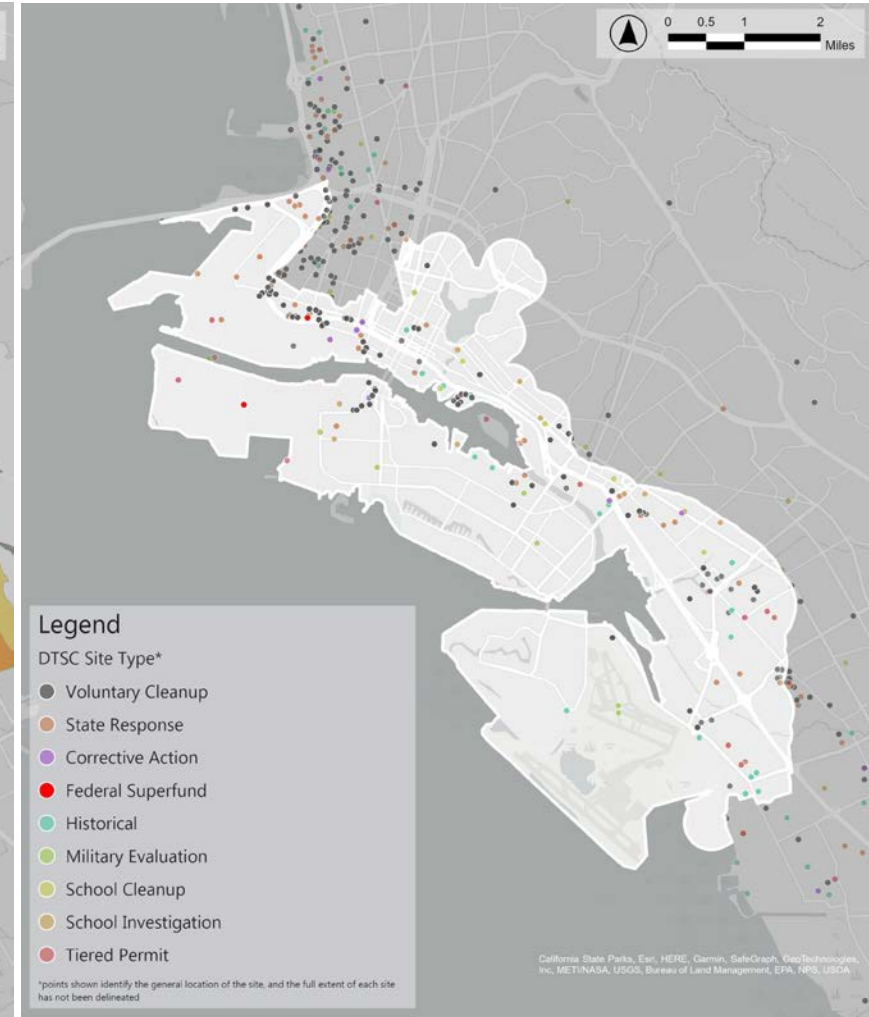 0 0.5 1 2
Miles
Legend
DTSC Site Type*
Voluntary Cleanup
State Response
Corrective Action
Federal Superfund
Historical
Military Evaluation
School Cleanup
School Investigation
Tiered Permit
*points shown identify the general location of the site, and the full extent of each site
has not been delineated
California State Parks, Esri, HERE, Garmin, SafeGraph, GeoTechnologies,
Inc, METI/NASA, USGS, Bureau of Land Management, EPA, NPS, USDA